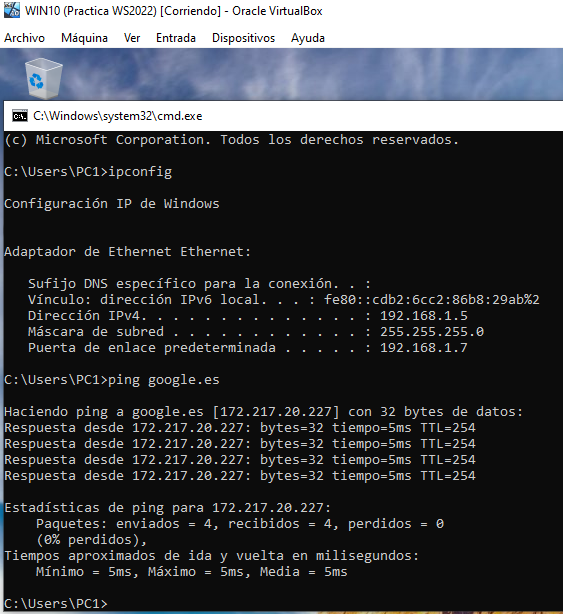 WIN10 (Practica WS2022) [Corriendo] - Oracle VirtualBox
Archivo Máquina Ver Entrada Dispositivos Ayuda
C:\Windows\system32\cmd.exe
(c) Microsoft Corporation. Todos los derechos reservados.
C:\Users\PC1>ipconfig
Configuración IP de Windows
Adaptador de Ethernet Ethernet:
Sufijo DNS específico para la conexión. . :
Vínculo: dirección IPv6 local. . . : fe80::cdb2:6cc2:86b8:29ab%2
Dirección IPv4. . . . . . . . . . . . . . : 192.168.1.5
Máscara de subred . . . . . . . . . . . . : 255.255.255.0
Puerta de enlace predeterminada . . . . . : 192.168.1.7
C:\Users\PC1>ping google.es
Haciendo ping a google.es [172.217.20.227] con 32 bytes de datos:
Respuesta desde 172.217.20.227: bytes=32 tiempo=5ms TTL=254
Respuesta desde 172.217.20.227: bytes=32 tiempo=5ms TTL=254
Respuesta desde 172.217.20.227: bytes=32 tiempo=5ms TTL=254
Respuesta desde 172.217.20.227: bytes=32 tiempo=5ms TTL=254
Estadísticas de ping para 172.217.20.227:
Paquetes: enviados = 4, recibidos = 4, perdidos = 0
(0% perdidos),
Tiempos aproximados de ida y vuelta en milisegundos:
Mínimo = 5ms, Máximo = 5ms, Media = 5ms
C:\Users\PC1>